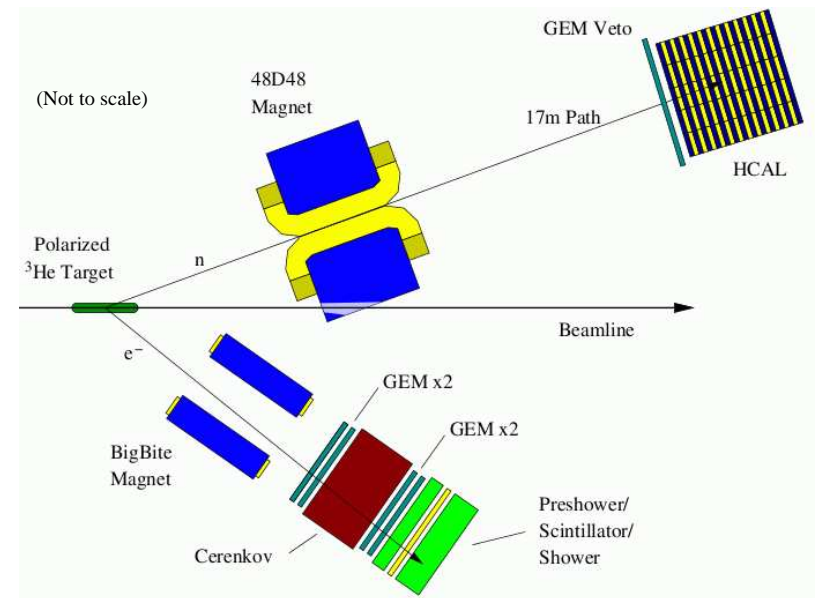 GEM Veto
(Not to scale)
48D48
Magnet
17m Path
HCAL
Polarized
³He Target
n
Beamline
e⁻
GEM x2
GEM x2
BigBite
Magnet
Preshower/
Scintillator/
Shower
Cerenkov